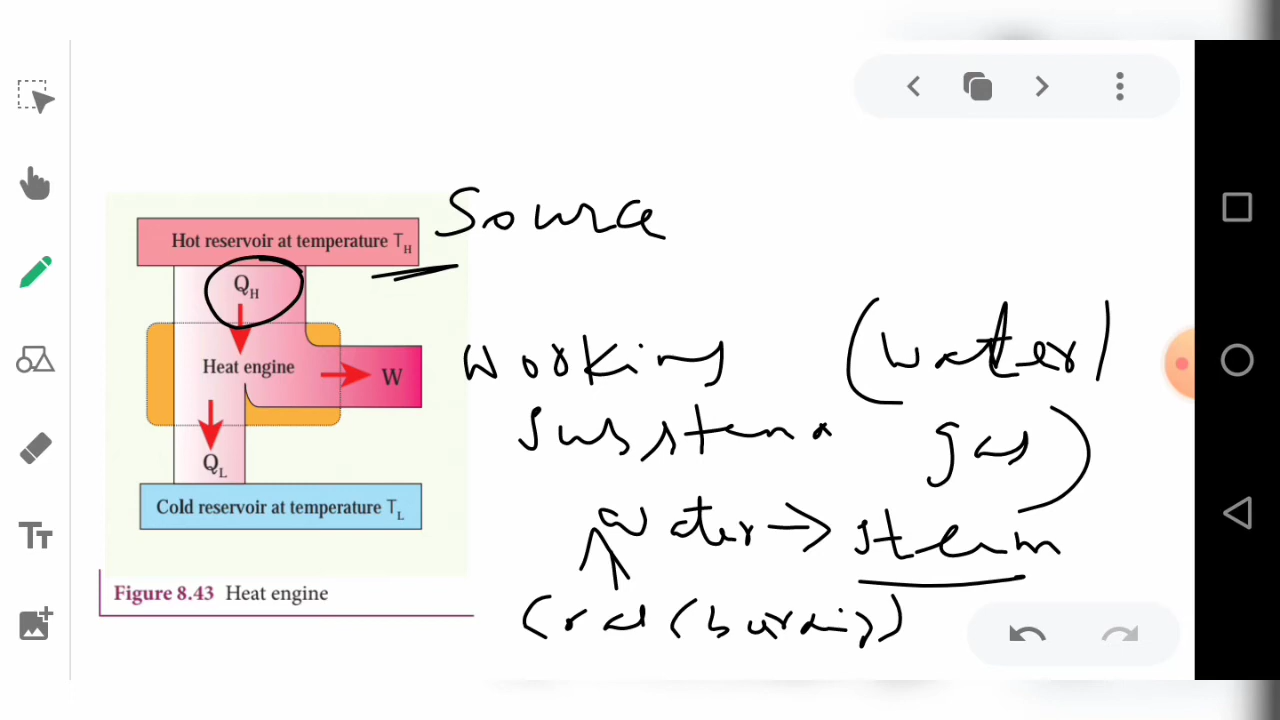 Source
Hot reservoir at temperature T_H
Q_H
Heat engine
W
Q_L
Cold reservoir at temperature T_L
Figure 8.43 Heat engine
working (water
substance gas)
water → steam
Coal (burning)
TT